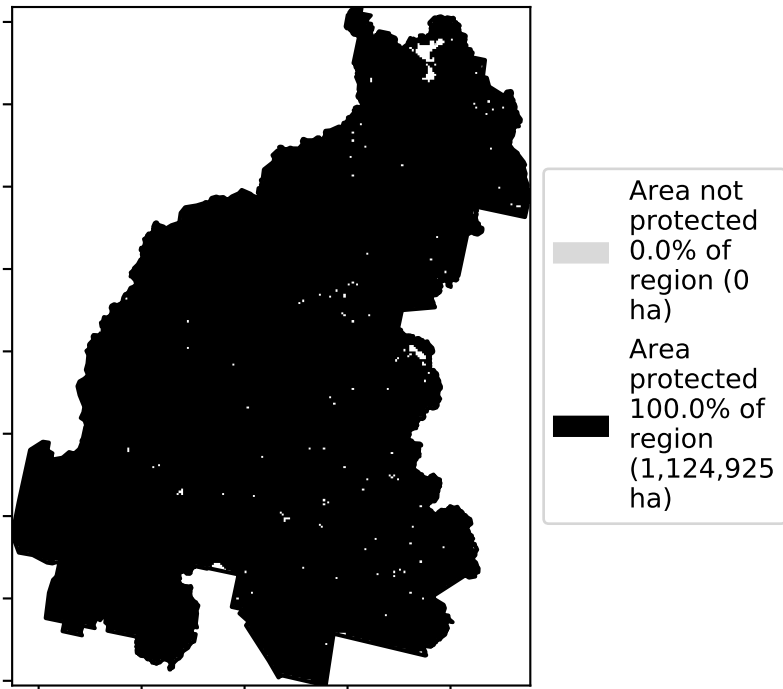 Area not
protected
0.0% of
region (0
ha)
Area
protected
100.0% of
region
(1,124,925
ha)